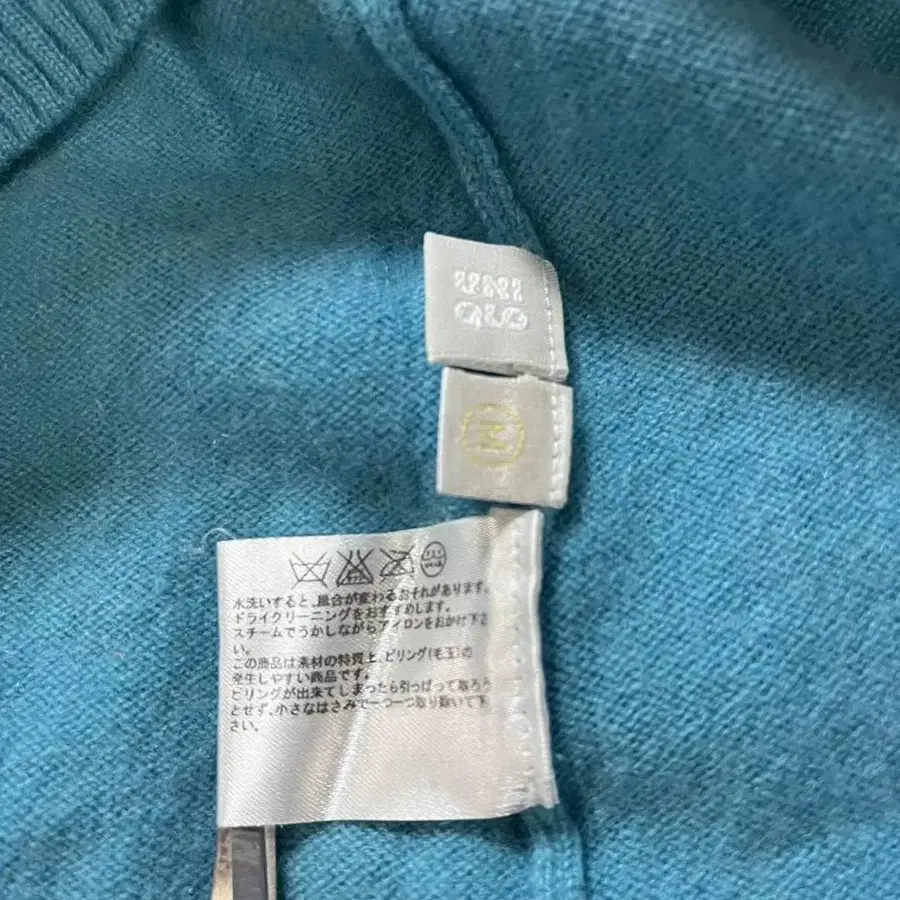 UNI
QLO
M
水洗いすると、風合が変わるおそれがあります。
ドライクリーニングをおすすめします。
スチームでうかしながらアイロンをおかけ下さ
い。
この商品は素材の特質上、ピリング(毛玉)の
発生しやすい商品です。
ピリングが出来てしまったら引っぱって取ろう
とせず、小さなはさみで一つ一つ取り除いて下
さい。